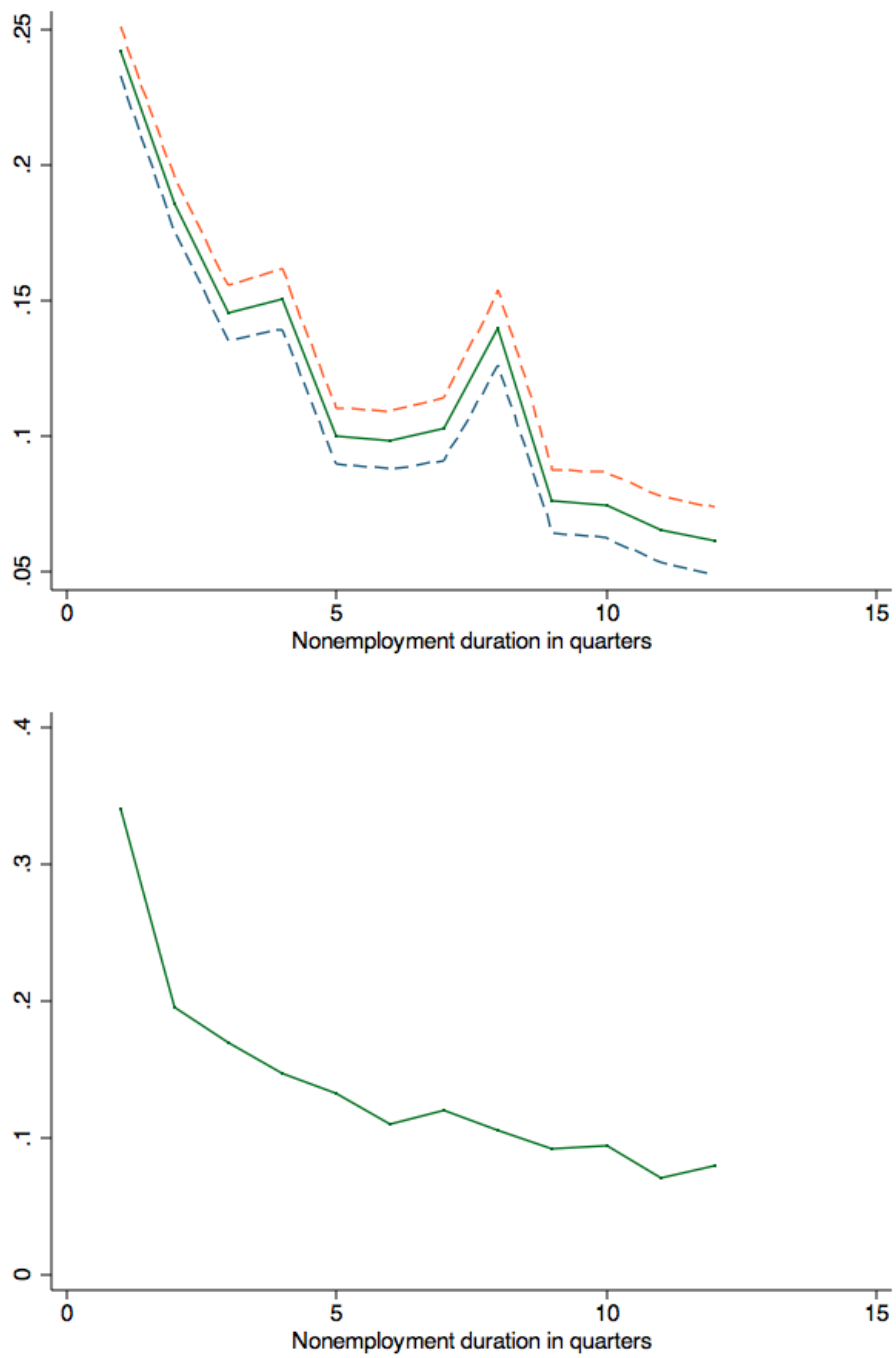 .25
.2
.15
.1
.05
0 5 10 15
Nonemployment duration in quarters
.4
.3
.2
.1
0
0 5 10 15
Nonemployment duration in quarters